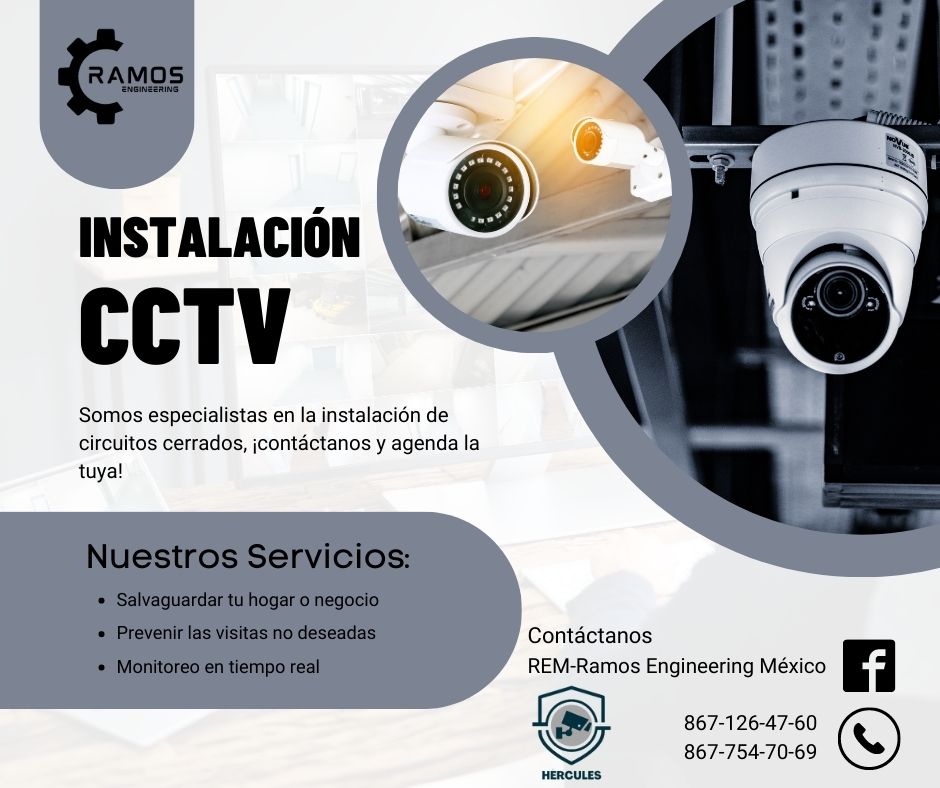 RAMOS
ENGINEERING
INSTALACIÓN
CCTV
Somos especialistas en la instalación de
circuitos cerrados, ¡contáctanos y agenda la
tuya!
Nuestros Servicios:
• Salvaguardar tu hogar o negocio
• Prevenir las visitas no deseadas
• Monitoreo en tiempo real
Contáctanos
REM-Ramos Engineering México
867-126-47-60
867-754-70-69
HERCULES
NOVUS